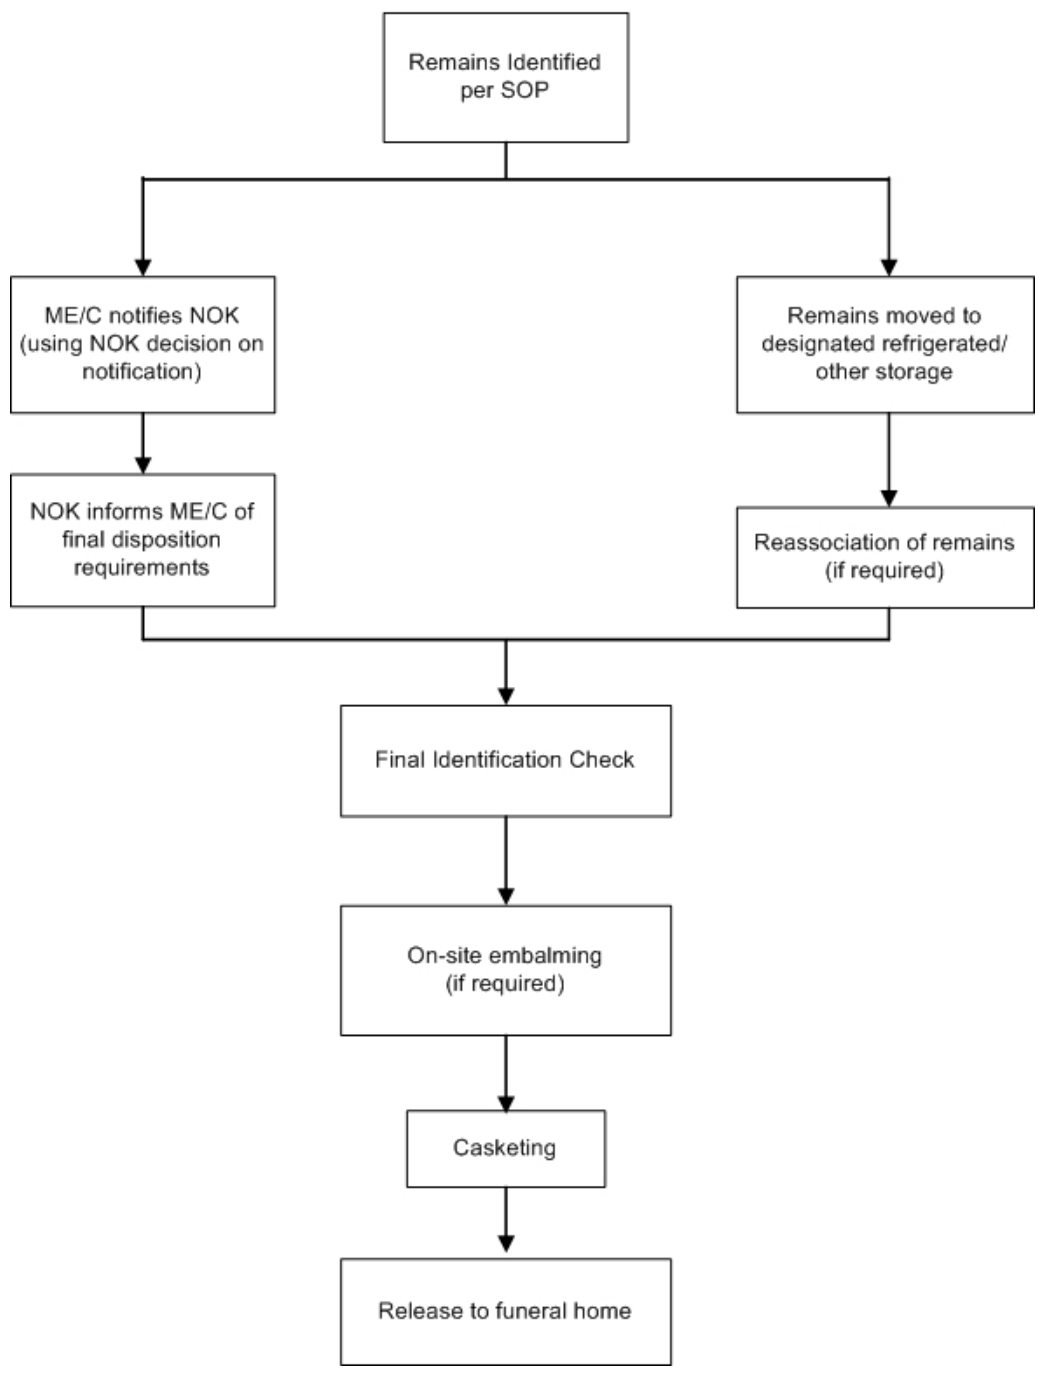 Remains Identified
per SOP
ME/C notifies NOK
(using NOK decision on
notification)
Remains moved to
designated refrigerated/
other storage
NOK informs ME/C of
final disposition
requirements
Reassociation of remains
(if required)
Final Identification Check
On-site embalming
(if required)
Casketing
Release to funeral home